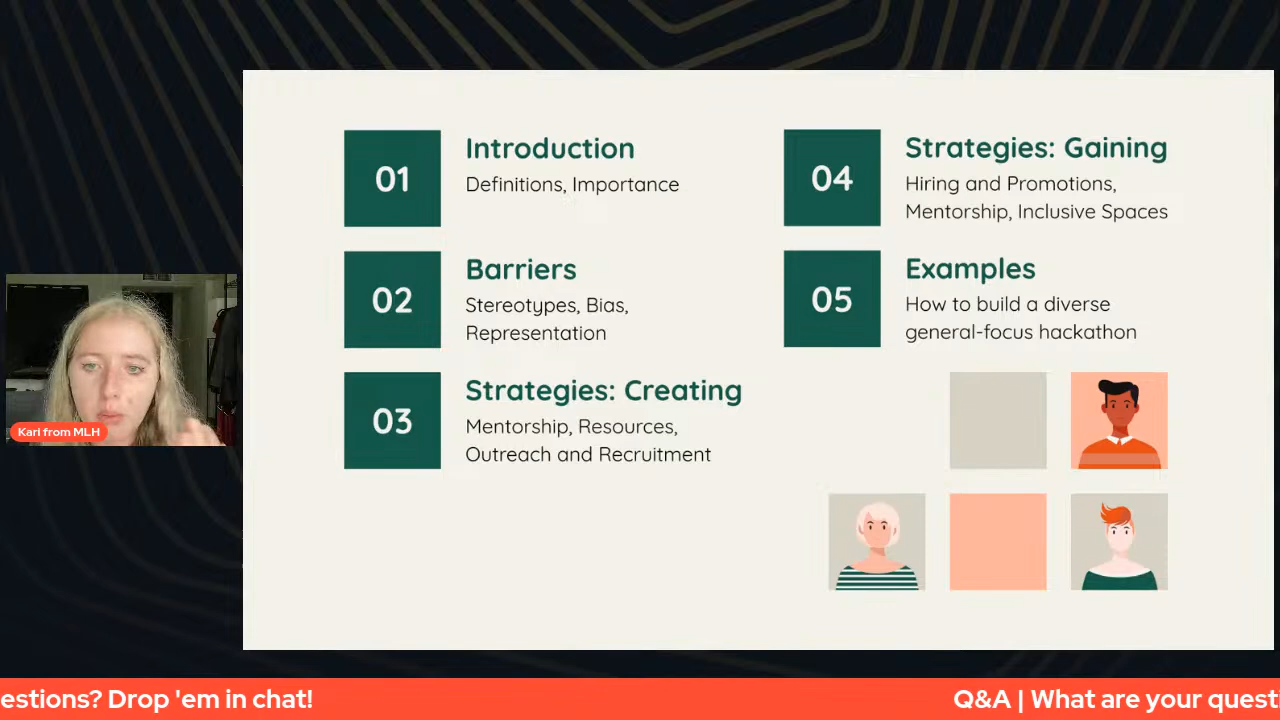 01
Introduction
Definitions, Importance
02
Barriers
Stereotypes, Bias,
Representation
03
Strategies: Creating
Mentorship, Resources,
Outreach and Recruitment
04
Strategies: Gaining
Hiring and Promotions,
Mentorship, Inclusive Spaces
05
Examples
How to build a diverse
general-focus hackathon
Kari from MLH
estions? Drop 'em in chat!
Q&A | What are your quest